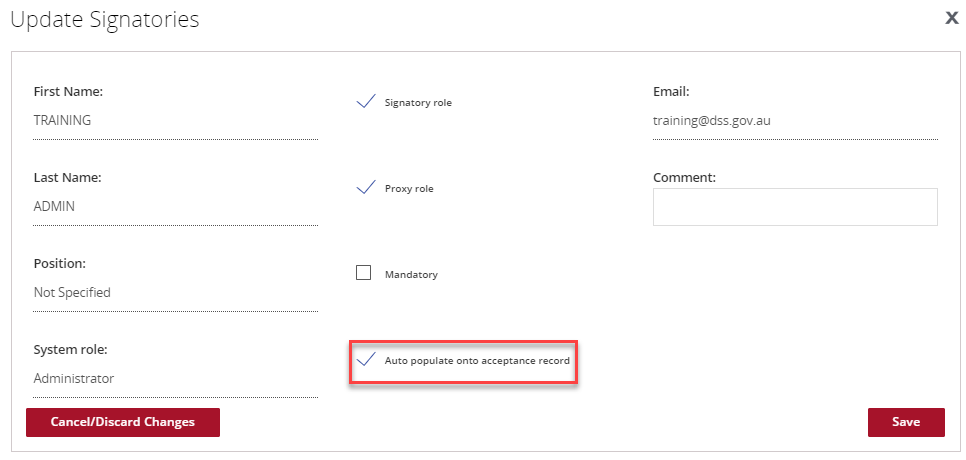 Update Signatories
X
First Name:
TRAINING
Signatory role
Email:
training@dss.gov.au
Last Name:
ADMIN
Proxy role
Comment:
Position:
Not Specified
Mandatory
System role:
Administrator
Auto populate onto acceptance record
Cancel/Discard Changes
Save